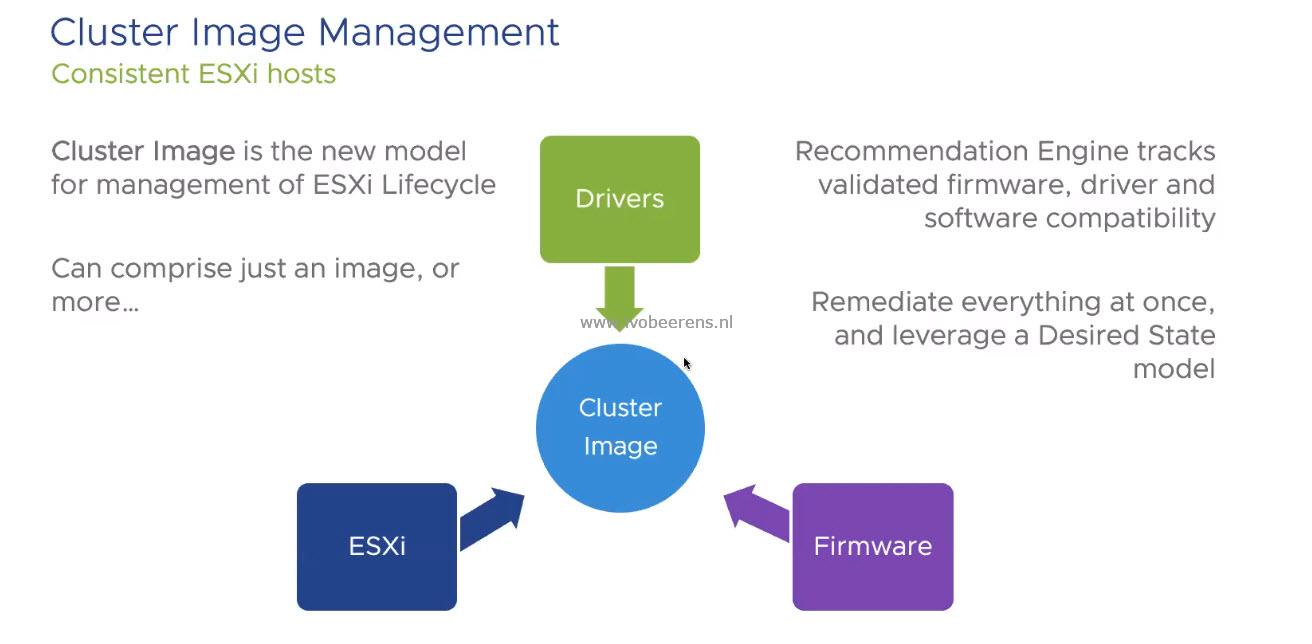 Cluster Image Management
Consistent ESXi hosts
Cluster Image is the new model
for management of ESXi Lifecycle
Can comprise just an image, or
more...
Drivers
www.ivobeerens.nl
Cluster
Image
ESXi
Firmware
Recommendation Engine tracks
validated firmware, driver and
software compatibility
Remediate everything at once,
and leverage a Desired State
model